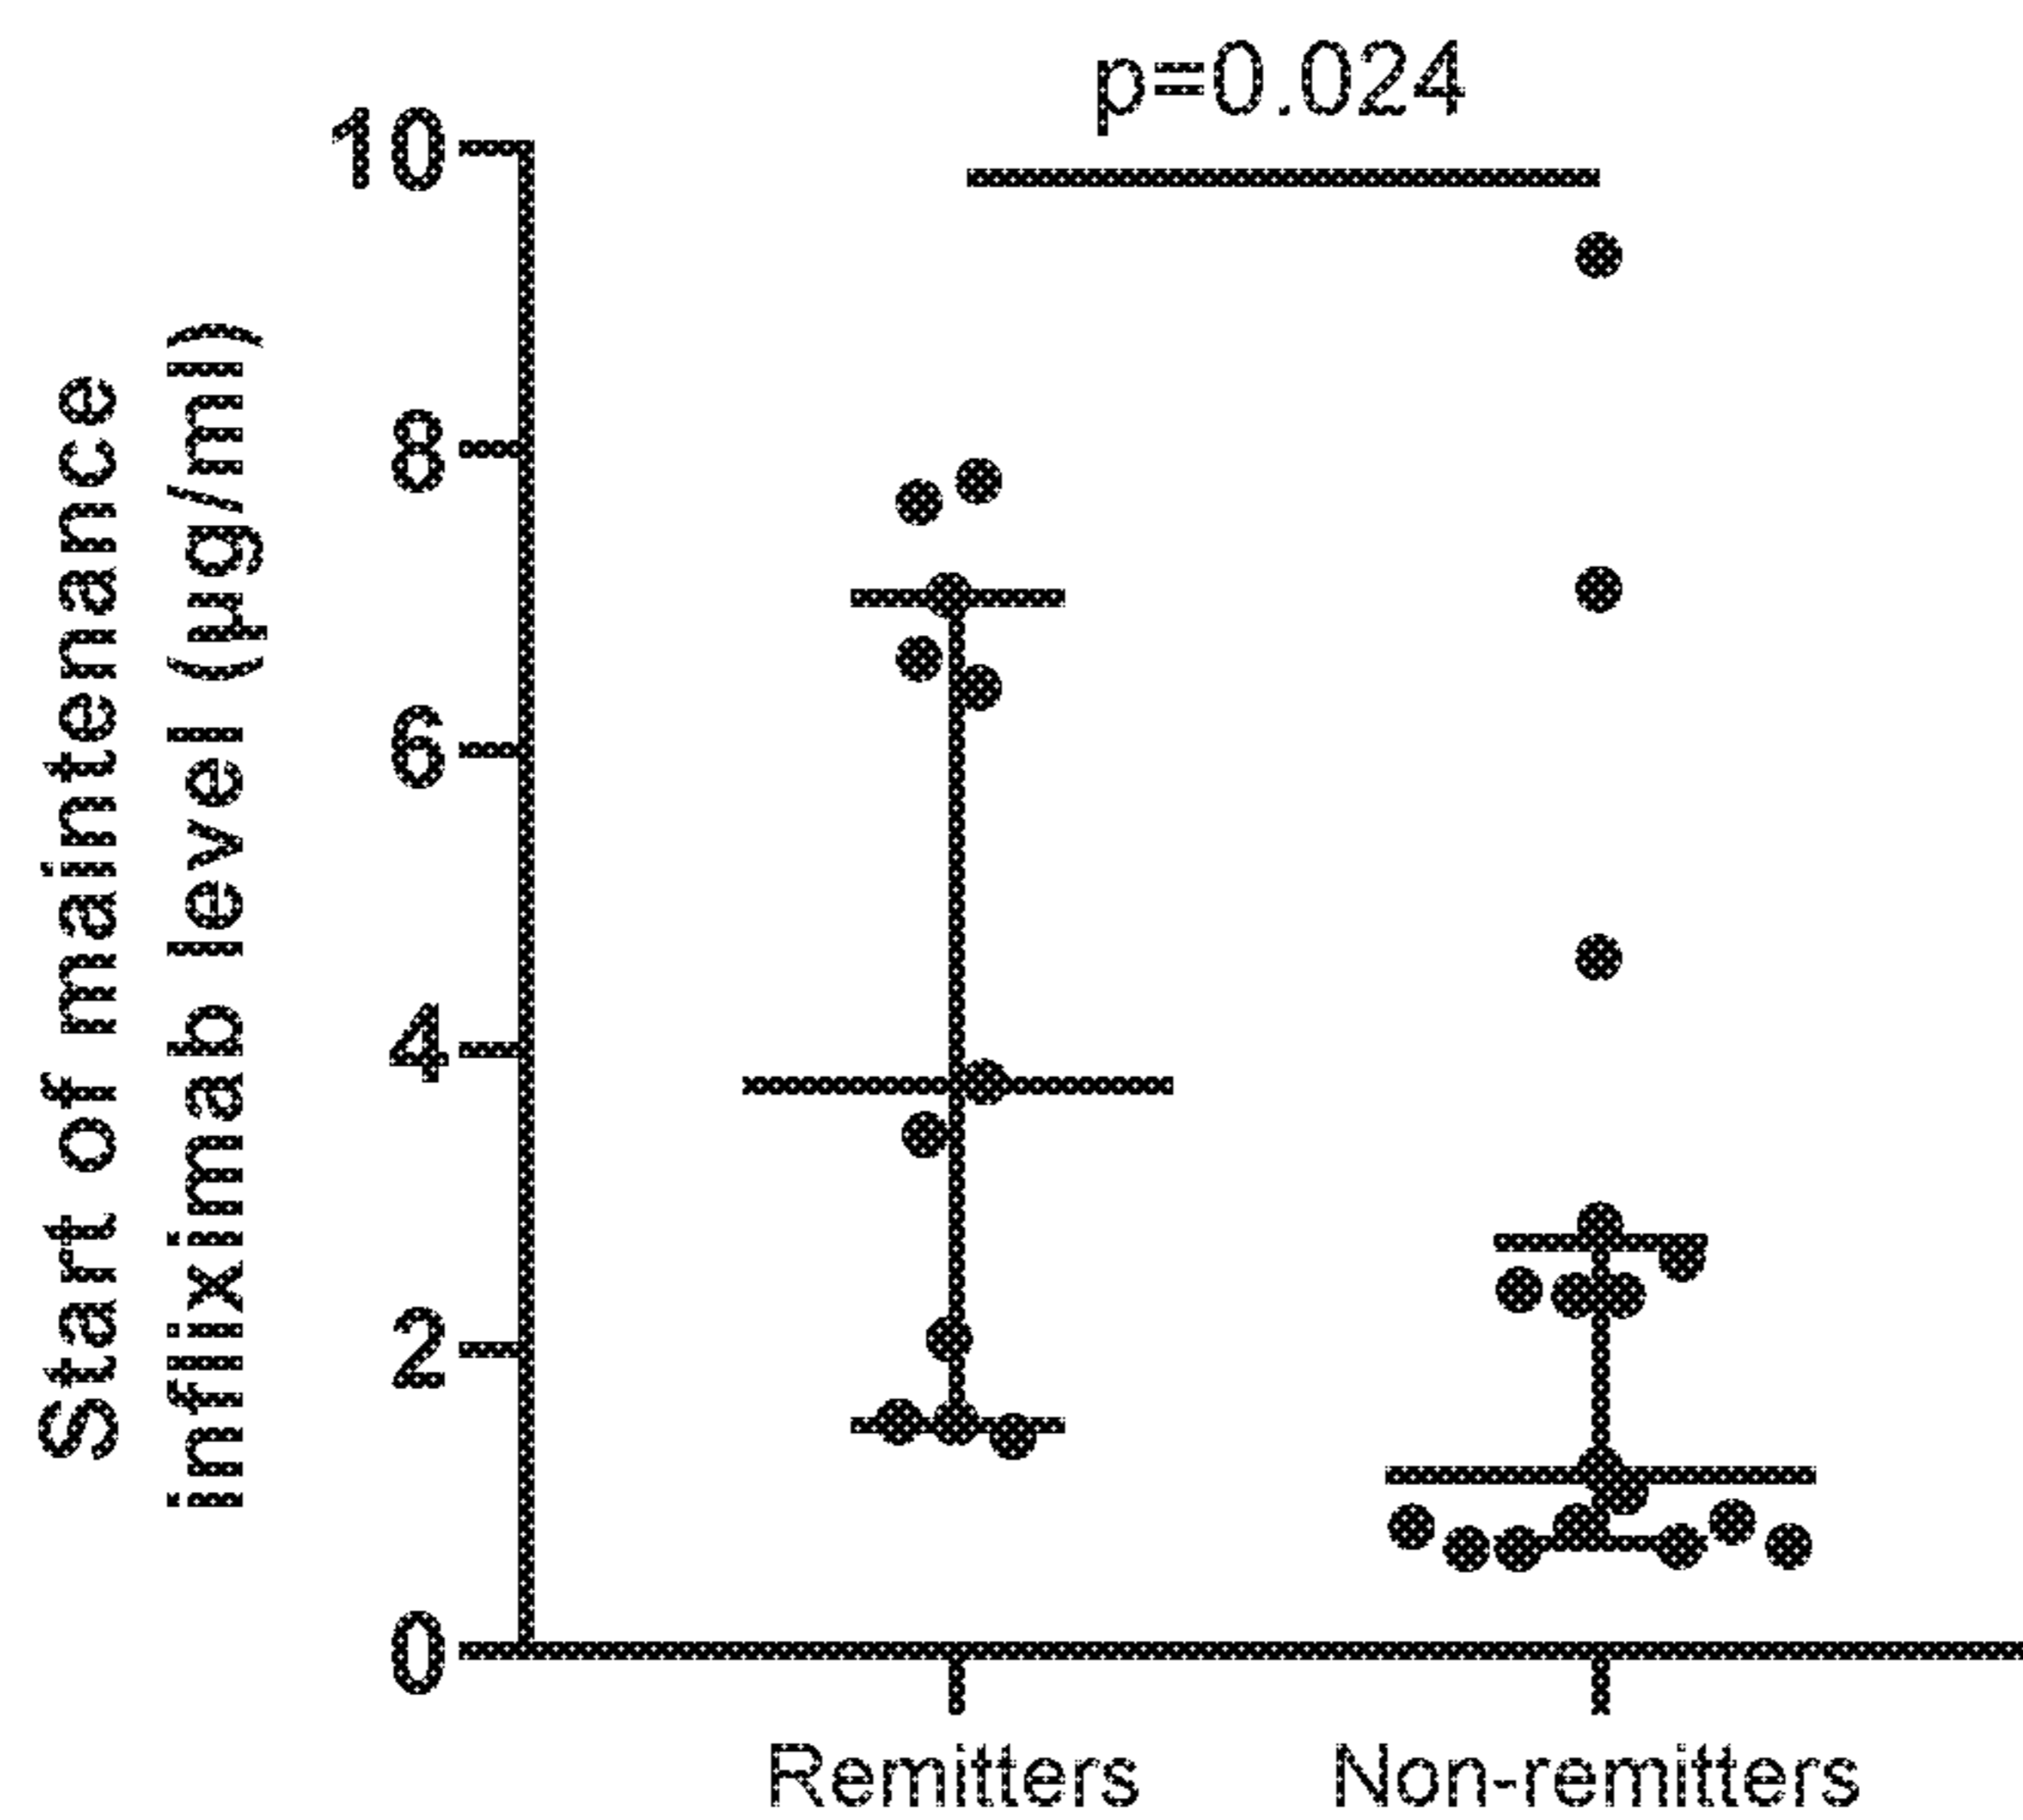 p=0.024
10
8
6
4
2
0
Start of maintenance
infliximab level (µg/ml)
Remitters
Non-remitters